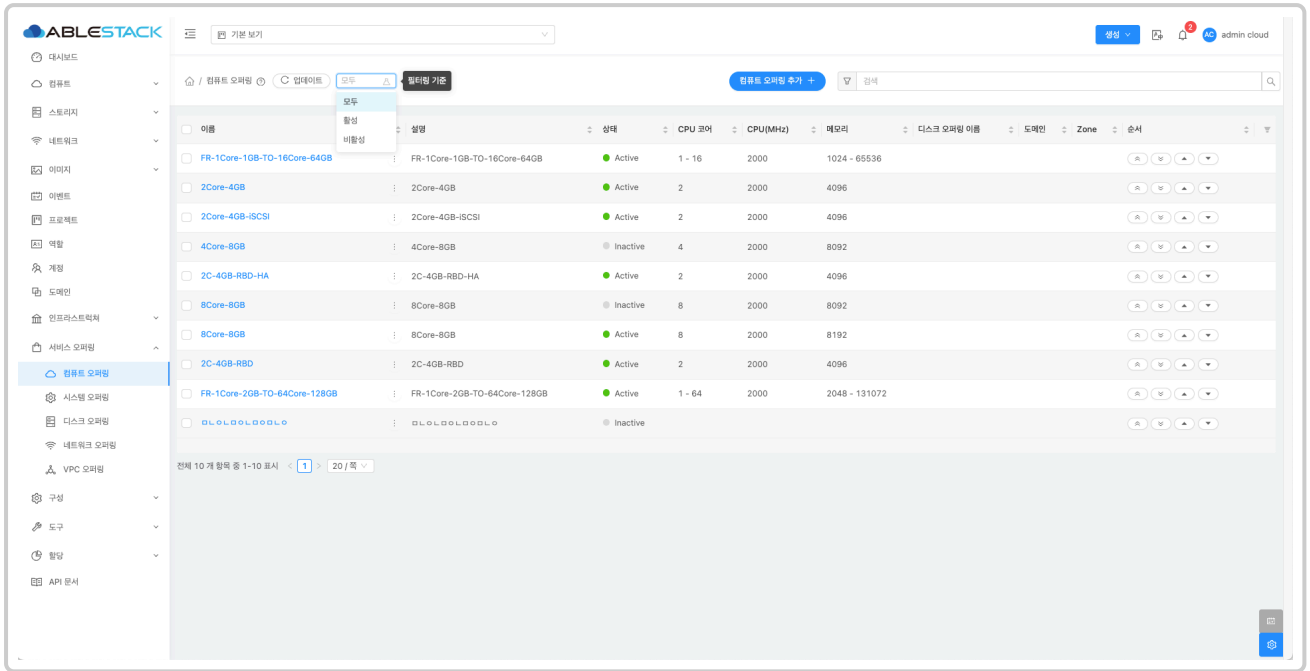 ABLESTACK
기본 보기
생성
2
AC
admin cloud
대시보드
컴퓨트
스토리지
네트워크
이미지
이벤트
프로젝트
역할
계정
도메인
인프라스트럭쳐
서비스 오퍼링
컴퓨트 오퍼링
시스템 오퍼링
디스크 오퍼링
네트워크 오퍼링
VPC 오퍼링
구성
도구
할당
API 문서
/ 컴퓨트 오퍼링 업데이트 모두 필터링 기준
컴퓨트 오퍼링 추가 +
검색
모두
활성
비활성
이름 설명 상태 CPU 코어 CPU(MHz) 메모리 디스크 오퍼링 이름 도메인 Zone 순서
FR-1Core-1GB-TO-16Core-64GB FR-1Core-1GB-TO-16Core-64GB Active 1 - 16 2000 1024 - 65536
2Core-4GB 2Core-4GB Active 2 2000 4096
2Core-4GB-iSCSI 2Core-4GB-iSCSI Active 2 2000 4096
4Core-8GB 4Core-8GB Inactive 4 2000 8092
2C-4GB-RBD-HA 2C-4GB-RBD-HA Active 2 2000 4096
8Core-8GB 8Core-8GB Inactive 8 2000 8092
8Core-8GB 8Core-8GB Active 8 2000 8192
2C-4GB-RBD 2C-4GB-RBD Active 2 2000 4096
FR-1Core-2GB-TO-64Core-128GB FR-1Core-2GB-TO-64Core-128GB Active 1 - 64 2000 2048 - 131072
ㅁㄴㅇㄴㅁㅇㄴㅁㅇㅁㄴㅇ ㅁㄴㅇㄴㅁㅇㄴㅁㅇㅁㄴㅇ Inactive
전체 10 개 항목 중 1-10 표시 < 1 > 20 / 쪽